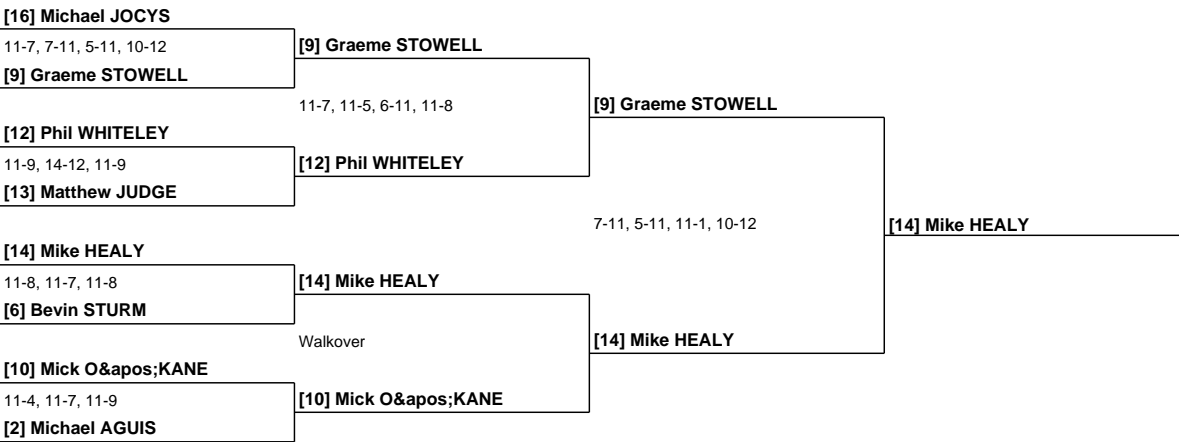 [16] Michael JOCYS
11-7, 7-11, 5-11, 10-12
[9] Graeme STOWELL
[9] Graeme STOWELL
11-7, 11-5, 6-11, 11-8
[9] Graeme STOWELL
[12] Phil WHITELEY
11-9, 14-12, 11-9
[12] Phil WHITELEY
[13] Matthew JUDGE
7-11, 5-11, 11-1, 10-12
[14] Mike HEALY
[14] Mike HEALY
11-8, 11-7, 11-8
[14] Mike HEALY
[6] Bevin STURM
Walkover
[14] Mike HEALY
[10] Mick O&apos;KANE
11-4, 11-7, 11-9
[10] Mick O&apos;KANE
[2] Michael AGUIS